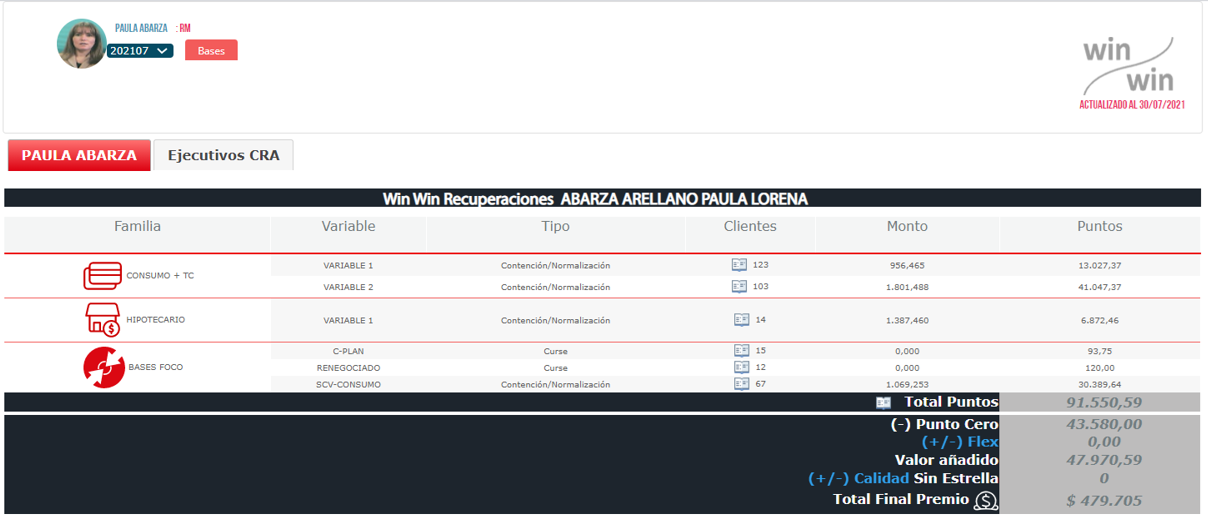 PAULA ABARZA : RM
202107 Bases
win
win
ACTUALIZADO AL 30/07/2021
PAULA ABARZA Ejecutivos CRA
Win Win Recuperaciones ABARZA ARELLANO PAULA LORENA
Familia Variable Tipo Clientes Monto Puntos
CONSUMO + TC VARIABLE 1 Contención/Normalización 123 956,465 13.027,37
VARIABLE 2 Contención/Normalización 103 1.801,488 41.047,37
HIPOTECARIO VARIABLE 1 Contención/Normalización 14 1.387,460 6.872,46
C-PLAN Curse 15 0,000 93,75
BASES FOCO RENEGOCIADO Curse 12 0,000 120,00
SCV-CONSUMO Contención/Normalización 67 1.069,253 30.389,64
Total Puntos 91.550,59
(-) Punto Cero 43.580,00
(+/-) Flex 0,00
Valor añadido 47.970,59
(+/-) Calidad Sin Estrella 0
Total Final Premio $ 479.705